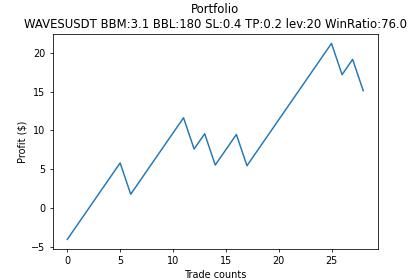 Portfolio
WAVESUSDT BBM:3.1 BBL:180 SL:0.4 TP:0.2 lev:20 WinRatio:76.0
Profit ($)
20
15
10
5
0
−5
0 5 10 15 20 25
Trade counts